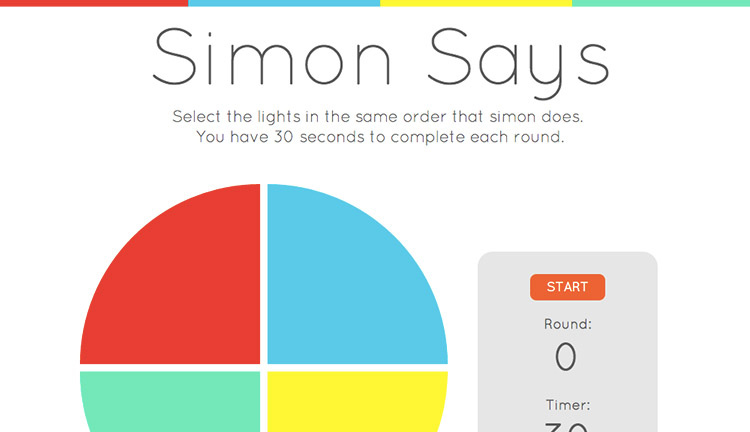 Simon Says
Select the lights in the same order that simon does.
You have 30 seconds to complete each round.
START
Round:
0
Timer:
30